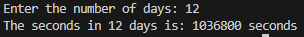 Enter the number of days: 12
The seconds in 12 days is: 1036800 seconds